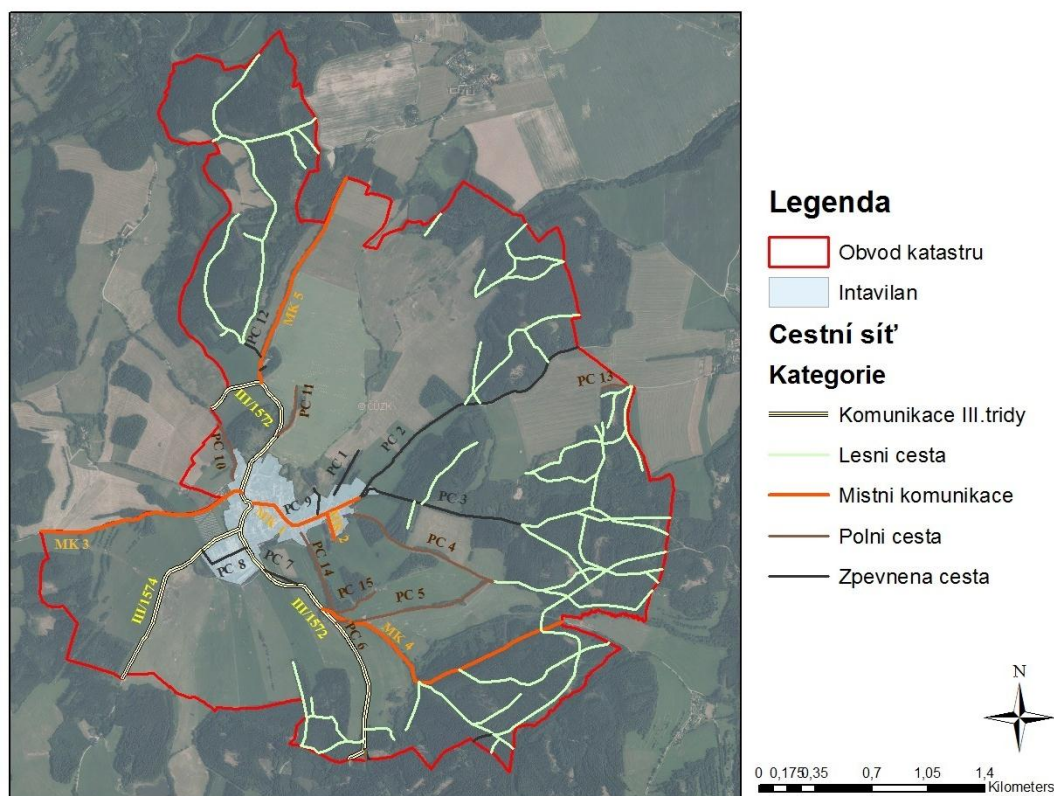 MK 5
PC 12
III/1572
PC 11
© ČÚZK
PC 13
PC 10
PC 2
PC 1
PC 9
PC 3
MK 3
PC 4
PC 7
PC 8
PC 14
PC 15
PC 5
III/1574
III/1572
PC 6
MK 4
Legenda
Obvod katastru
Intavilan
Cestní síť
Kategorie
Komunikace III.tridy
Lesni cesta
Mistni komunikace
Polni cesta
Zpevnena cesta
N
0 0,175 0,35 0,7 1,05 1,4
Kilometers